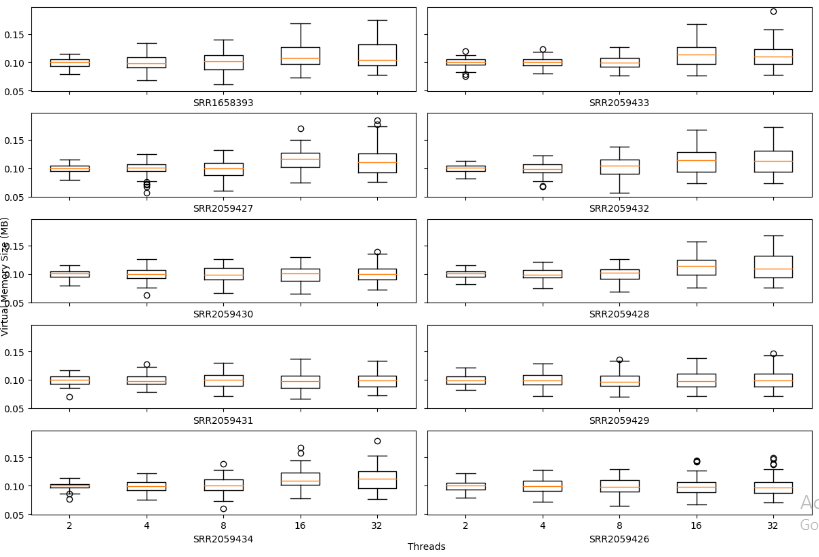 0.15
0.10
0.05
SRR1658393
SRR2059433
0.15
0.10
0.05
SRR2059427
SRR2059432
Virtual Memory Size (MB)
0.15
0.10
0.05
SRR2059430
SRR2059428
0.15
0.10
0.05
SRR2059431
SRR2059429
0.15
0.10
0.05
2 4 8 16 32
2 4 8 16 32
SRR2059434
SRR2059426
Threads